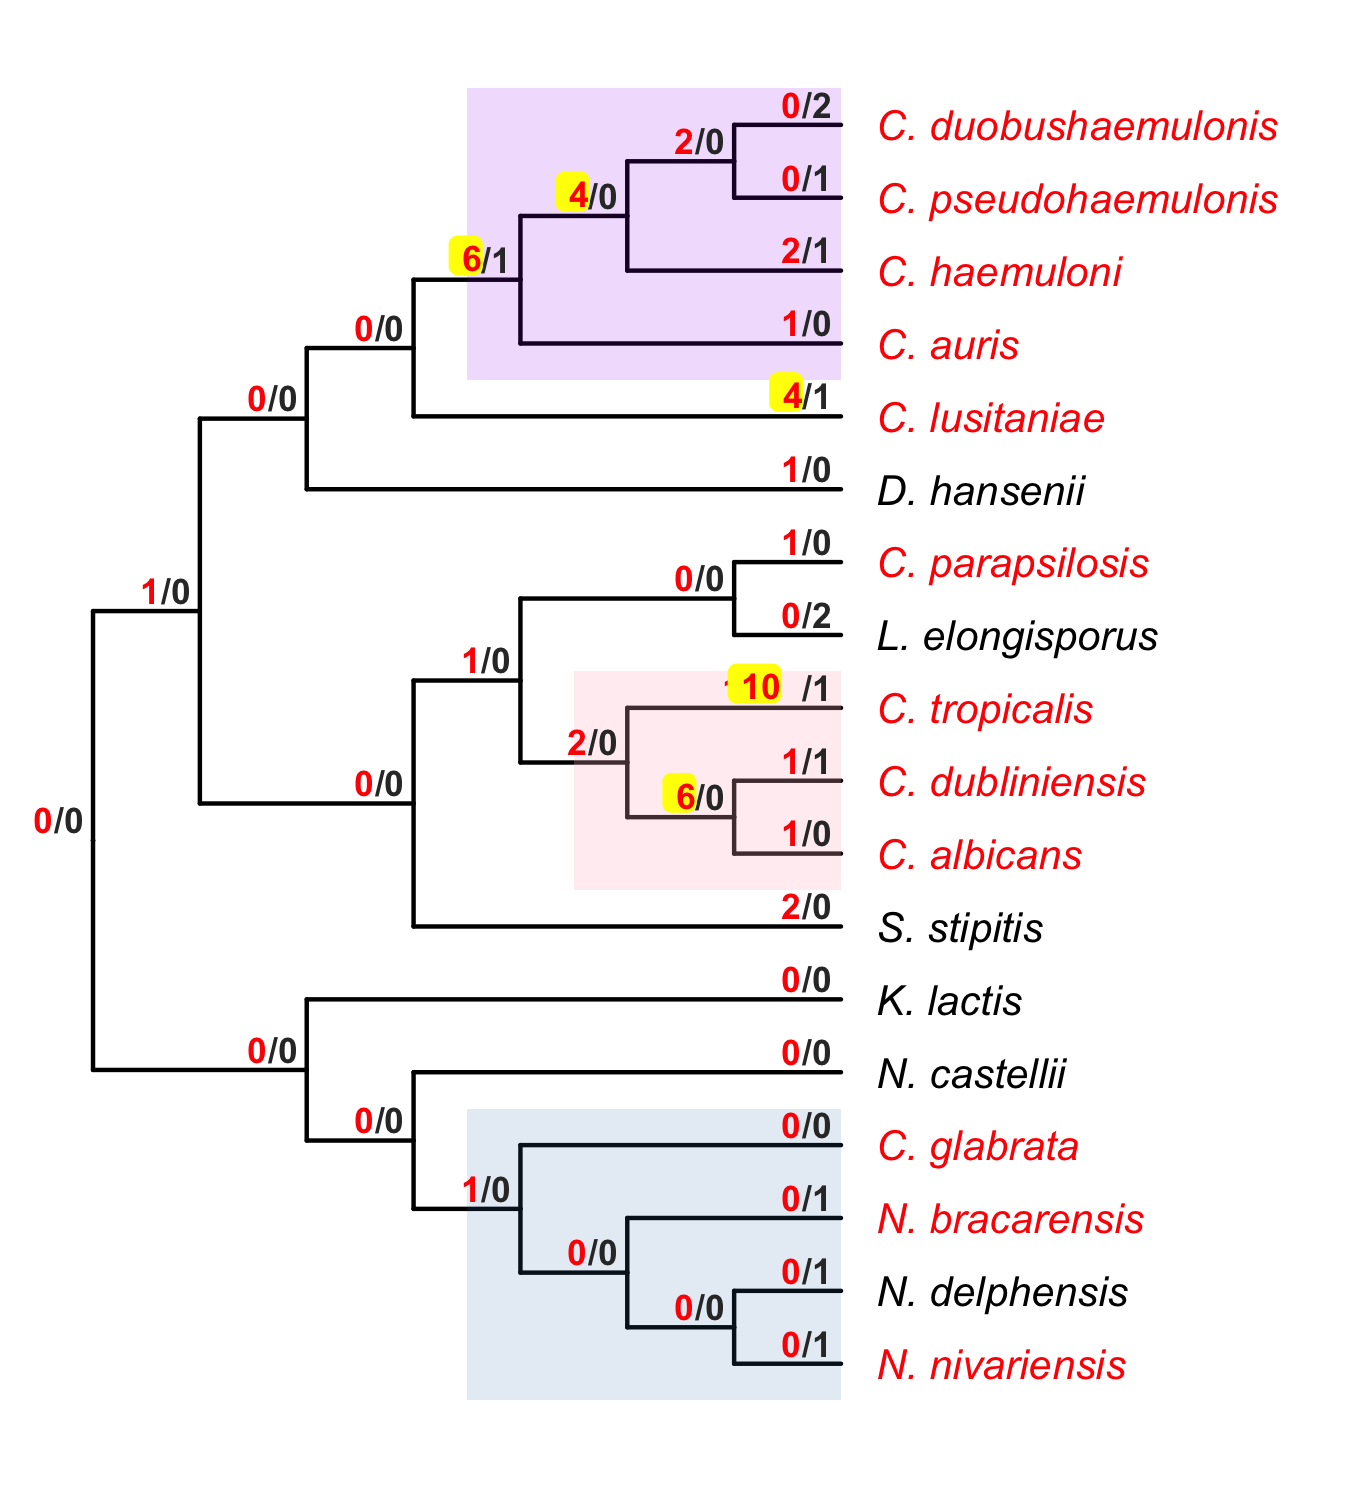 0/2
C. duobushaemulonis
2/0
0/1
C. pseudohaemulonis
4/0
2/1
C. haemuloni
6/1
1/0
C. auris
0/0
4/1
C. lusitaniae
0/0
1/0
D. hansenii
1/0
C. parapsilosis
0/0
1/0
0/2
L. elongisporus
1/0
10 /1
C. tropicalis
2/0
1/1
C. dubliniensis
0/0
6/0
0/0
1/0
C. albicans
2/0
S. stipitis
0/0
K. lactis
0/0
0/0
N. castellii
0/0
0/0
C. glabrata
1/0
0/1
N. bracarensis
0/0
0/1
N. delphensis
0/0
0/1
N. nivariensis